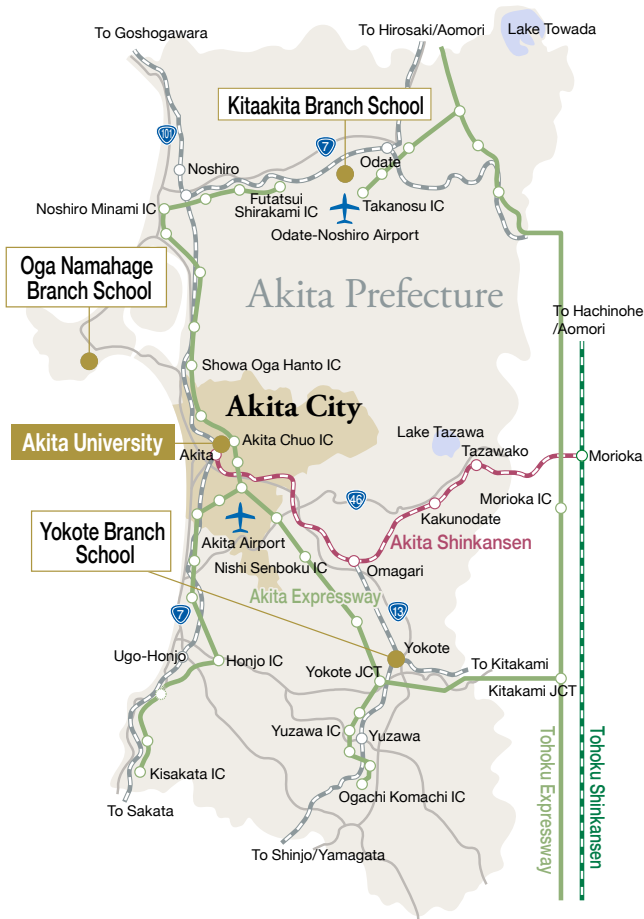 To Goshogawara
To Hirosaki/Aomori
Lake Towada
Kitaakita Branch School
101
7
Noshiro
Odate
Noshiro Minami IC
Futatsui
Shirakami IC
Takanosu IC
Odate-Noshiro Airport
Oga Namahage
Branch School
Akita Prefecture
To Hachinohe
/Aomori
Showa Oga Hanto IC
Akita City
Akita University
Akita Chuo IC
Akita
Lake Tazawa
Tazawako
Morioka
46
Morioka IC
Kakunodate
Yokote Branch
School
Akita Airport
Akita Shinkansen
Nishi Senboku IC
Omagari
Akita Expressway
7
13
Ugo-Honjo
Honjo IC
Yokote
Yokote JCT
To Kitakami
Kitakami JCT
Yuzawa IC
Yuzawa
Kisakata IC
Ogachi Komachi IC
To Sakata
To Shinjo/Yamagata
Tohoku Expressway
Tohoku Shinkansen